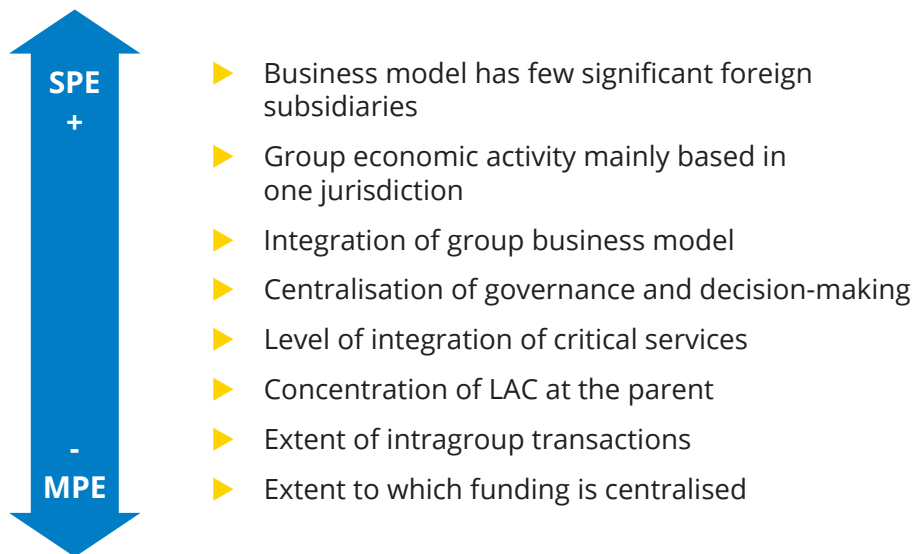 SPE
+
Business model has few significant foreign
subsidiaries
Group economic activity mainly based in
one jurisdiction
Integration of group business model
Centralisation of governance and decision-making
Level of integration of critical services
Concentration of LAC at the parent
Extent of intragroup transactions
Extent to which funding is centralised
-
MPE